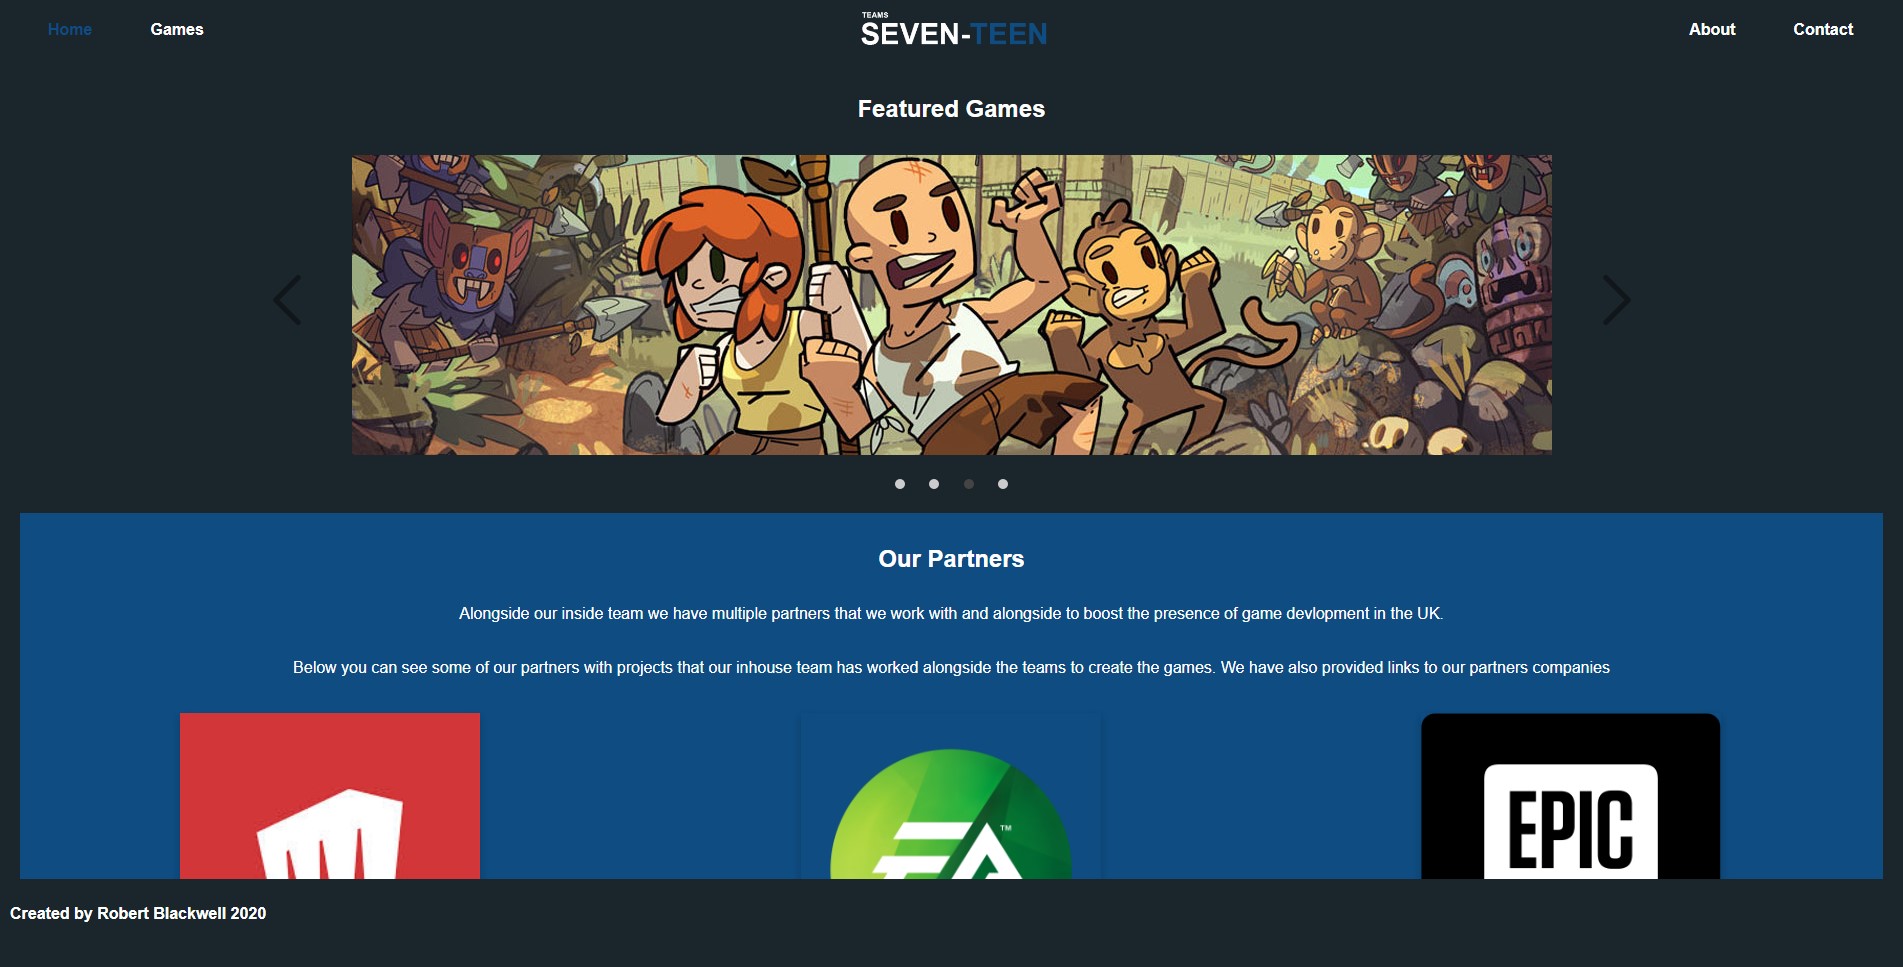 Home
Games
TEAMS
SEVEN-TEEN
About
Contact
Featured Games
Our Partners
Alongside our inside team we have multiple partners that we work with and alongside to boost the presence of game devlopment in the UK.
Below you can see some of our partners with projects that our inhouse team has worked alongside the teams to create the games. We have also provided links to our partners companies
EA
TM
EPIC
Created by Robert Blackwell 2020